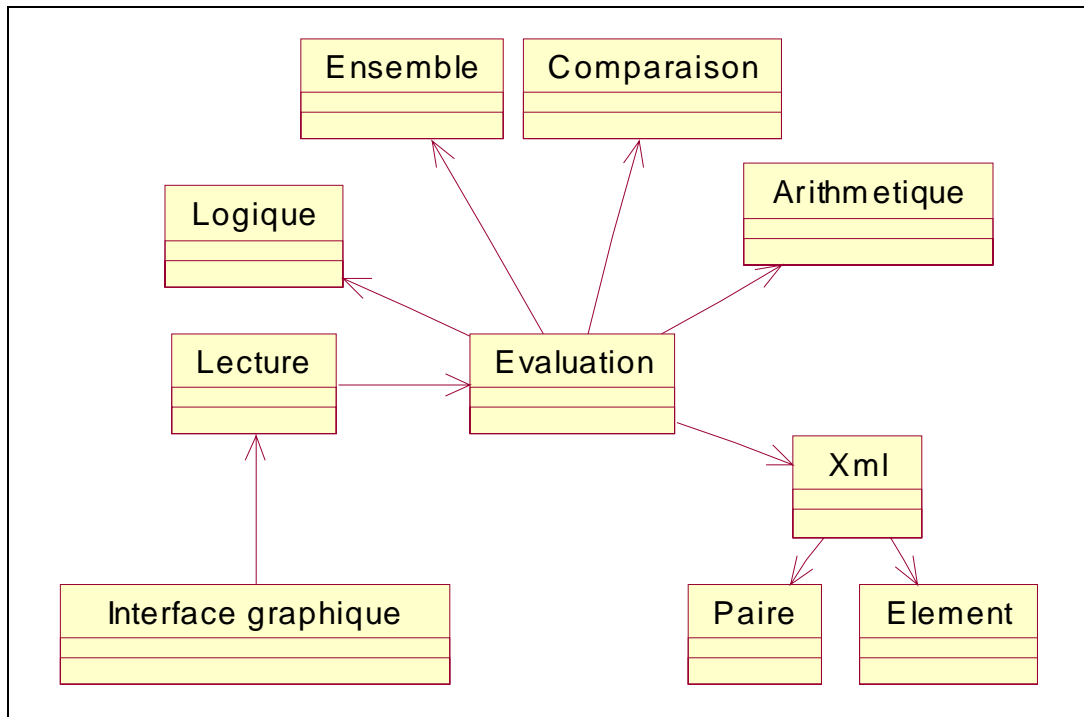 Ensemble
Comparaison
Arithmetique
Logique
Lecture
Evaluation
Xml
Interface graphique
Paire
Element